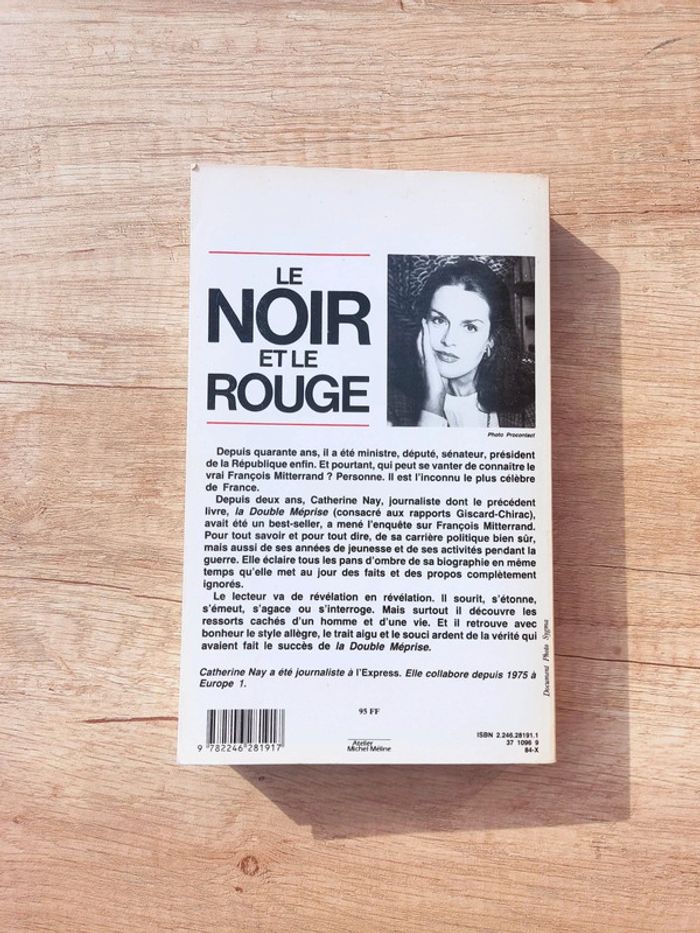 LE
NOIR
ET LE
ROUGE
Photo Procontact
Depuis quarante ans, il a été ministre, député, sénateur, président
de la République enfin. Et pourtant, qui peut se vanter de connaître le
vrai François Mitterrand ? Personne. Il est l'inconnu le plus célèbre
de France.
Depuis deux ans, Catherine Nay, journaliste dont le précédent
livre, la Double Méprise (consacré aux rapports Giscard-Chirac),
avait été un best-seller, a mené l'enquête sur François Mitterrand.
Pour tout savoir et pour tout dire, de sa carrière politique bien sûr,
mais aussi de ses années de jeunesse et de ses activités pendant la
guerre. Elle éclaire tous les pans d'ombre de sa biographie en même
temps qu'elle met au jour des faits et des propos complètement
ignorés.
Le lecteur va de révélation en révélation. Il sourit, s'étonne,
s'émeut, s'agace ou s'interroge. Mais surtout il découvre les
ressorts cachés d'un homme et d'une vie. Et il retrouve avec
bonheur le style allègre, le trait aigu et le souci ardent de la vérité qui
avaient fait le succès de la Double Méprise.
Catherine Nay a été journaliste à l'Express. Elle collabore depuis 1975 à
Europe 1.
Document Photo Sygma
95 FF
9 782246 281917
Atelier
Michel Méline
ISBN 2.246.28191.1
37 1096 9
84-X